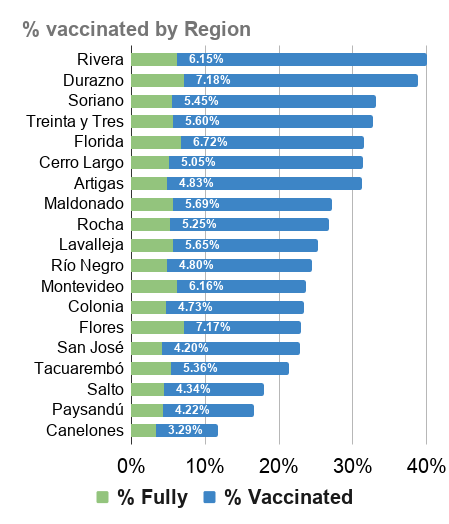 % vaccinated by Region
Rivera 6.15%
Durazno 7.18%
Soriano 5.45%
Treinta y Tres 5.60%
Florida 6.72%
Cerro Largo 5.05%
Artigas 4.83%
Maldonado 5.69%
Rocha 5.25%
Lavalleja 5.65%
Río Negro 4.80%
Montevideo 6.16%
Colonia 4.73%
Flores 7.17%
San José 4.20%
Tacuarembó 5.36%
Salto 4.34%
Paysandú 4.22%
Canelones 3.29%
0% 10% 20% 30% 40%
% Fully % Vaccinated